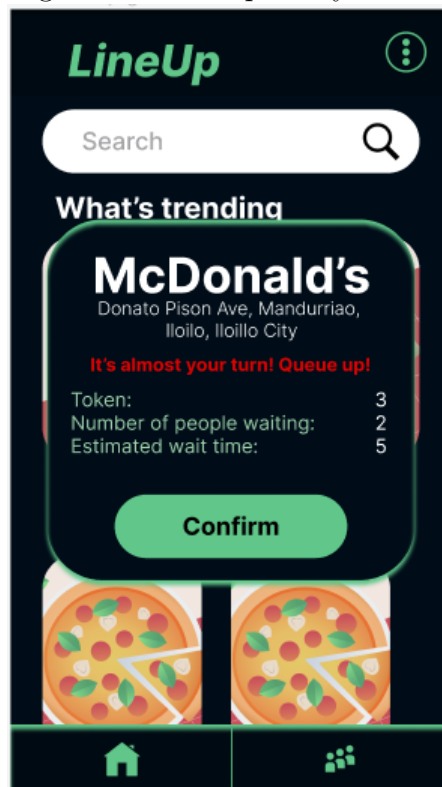 LineUp
Search
What's trending
McDonald's
Donato Pison Ave, Mandurriao,
Iloilo, Iloillo City
It's almost your turn! Queue up!
Token: 3
Number of people waiting: 2
Estimated wait time: 5
Confirm